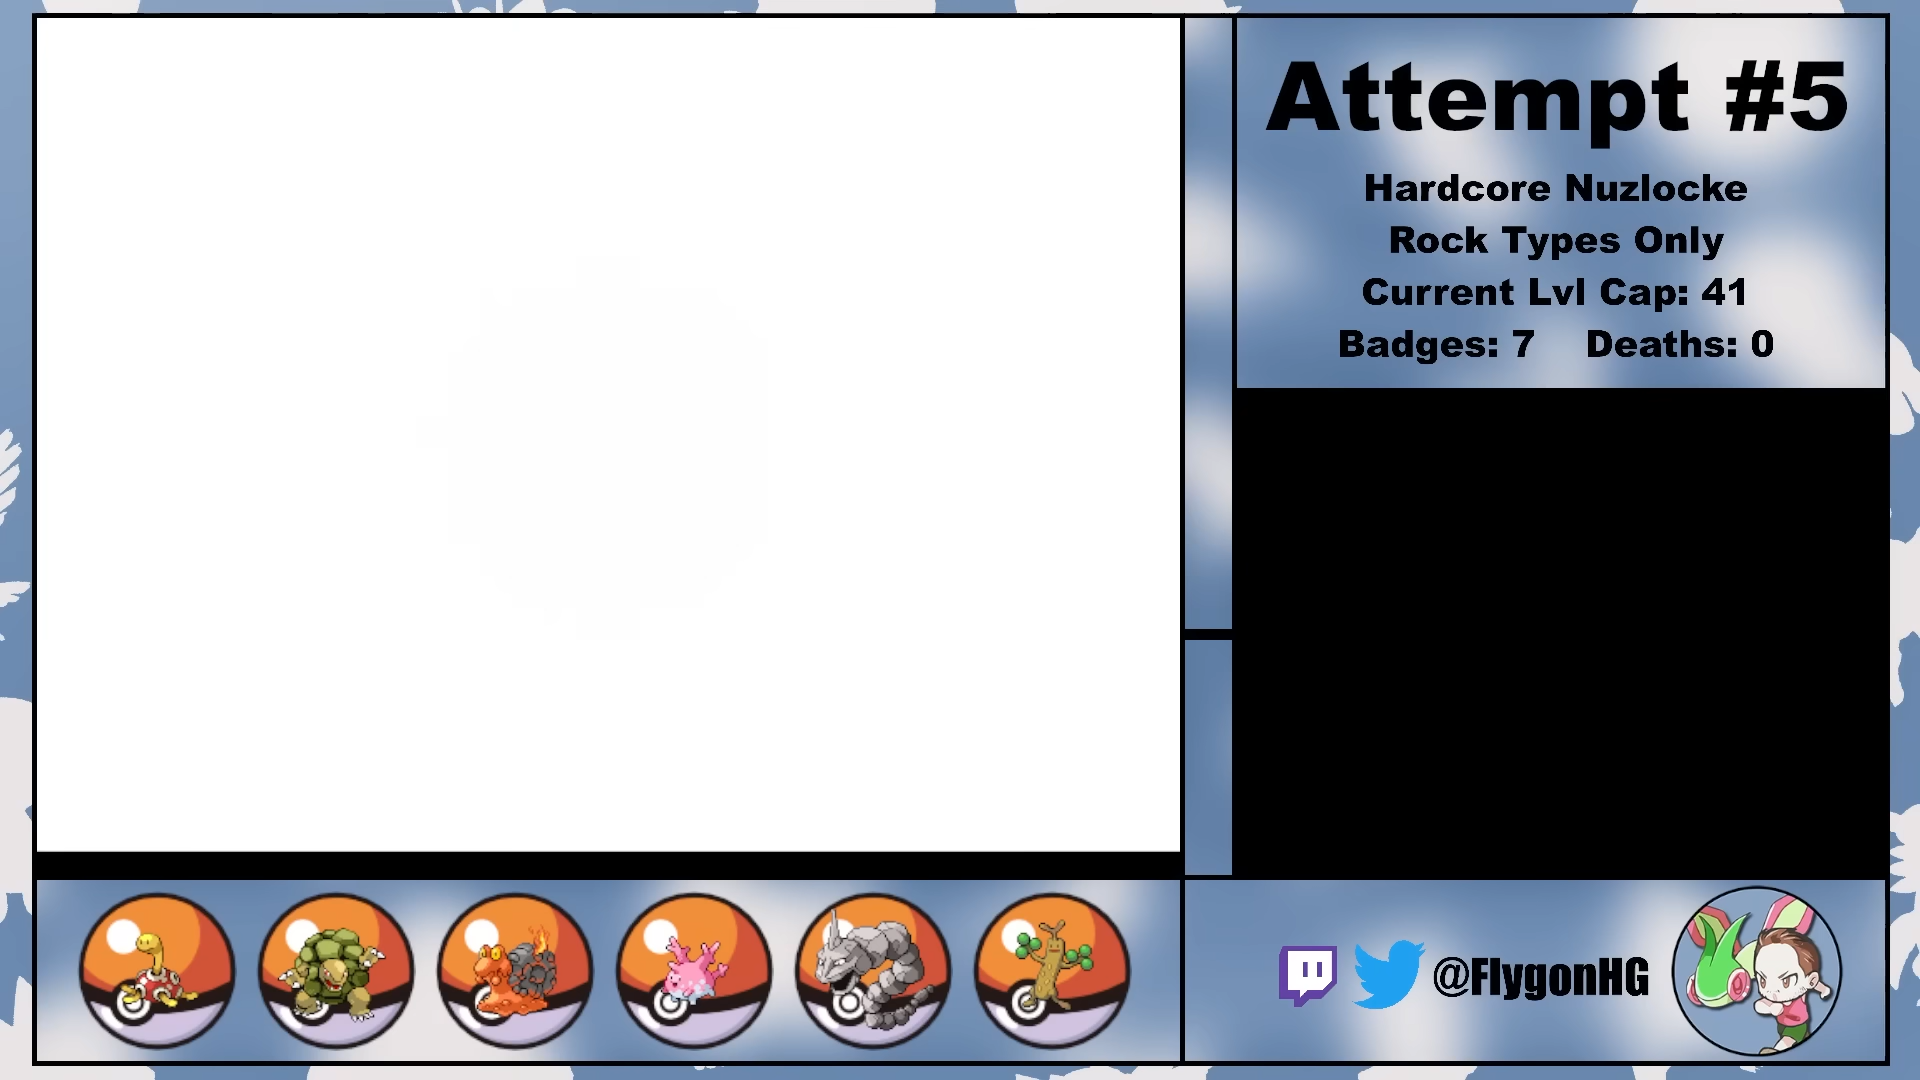 Attempt #5
Hardcore Nuzlocke
Rock Types Only
Current Lvl Cap: 41
Badges: 7 Deaths: 0
@FlygonHG